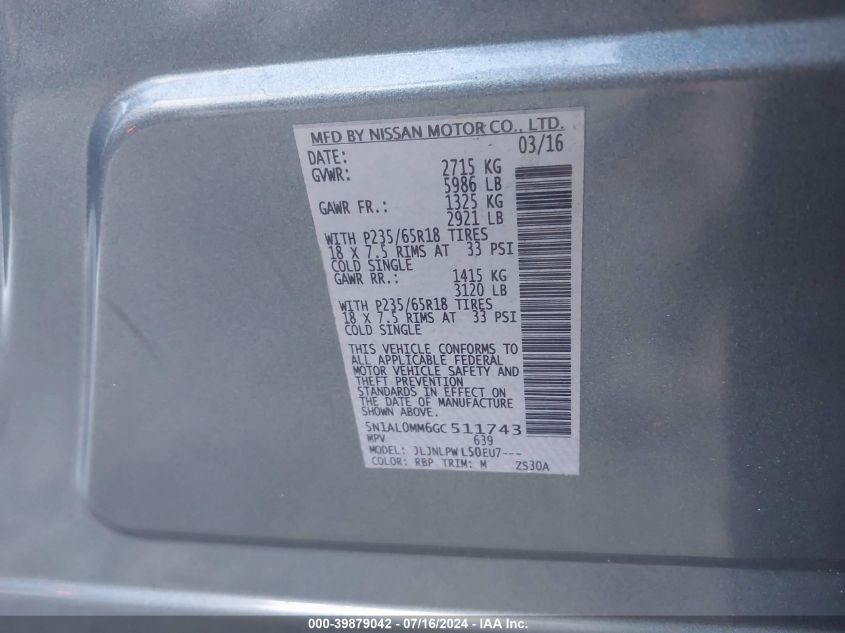 MFD BY NISSAN MOTOR CO., LTD.
DATE: 03/16
GVWR: 2715 KG
5986 LB
GAWR FR.: 1325 KG
2921 LB
WITH P235/65R18 TIRES
18 X 7.5 RIMS AT 33 PSI
COLD SINGLE
GAWR RR.: 1415 KG
3120 LB
WITH P235/65R18 TIRES
18 X 7.5 RIMS AT 33 PSI
COLD SINGLE
THIS VEHICLE CONFORMS TO
ALL APPLICABLE FEDERAL
MOTOR VEHICLE SAFETY AND
THEFT PREVENTION
STANDARDS IN EFFECT ON
THE DATE OF MANUFACTURE
SHOWN ABOVE.
5N1AL0MM6GC511743
MPV 639
MODEL: JLJNLPWL50EU7---
COLOR: RBP TRIM: M ZS30A
000-39879042 - 07/16/2024 - IAA Inc.